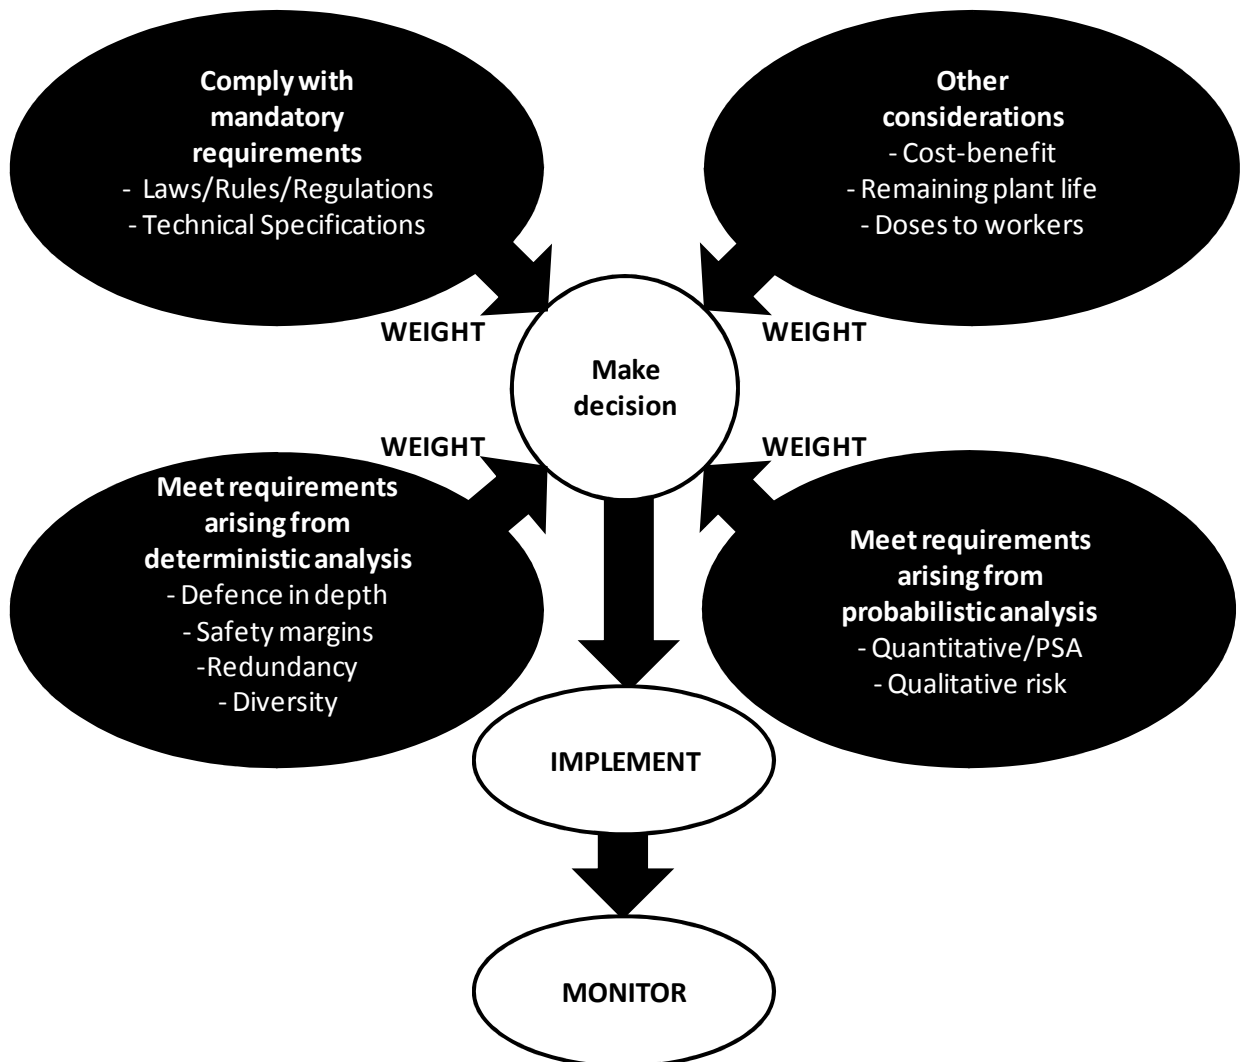 Comply with
mandatory
requirements
- Laws/Rules/Regulations
- Technical Specifications
Other
considerations
- Cost-benefit
- Remaining plant life
- Doses to workers
WEIGHT
WEIGHT
Make
decision
WEIGHT
WEIGHT
Meet requirements
arising from
deterministic analysis
- Defence in depth
- Safety margins
-Redundancy
- Diversity
Meet requirements
arising from
probabilistic analysis
- Quantitative/PSA
- Qualitative risk
IMPLEMENT
MONITOR